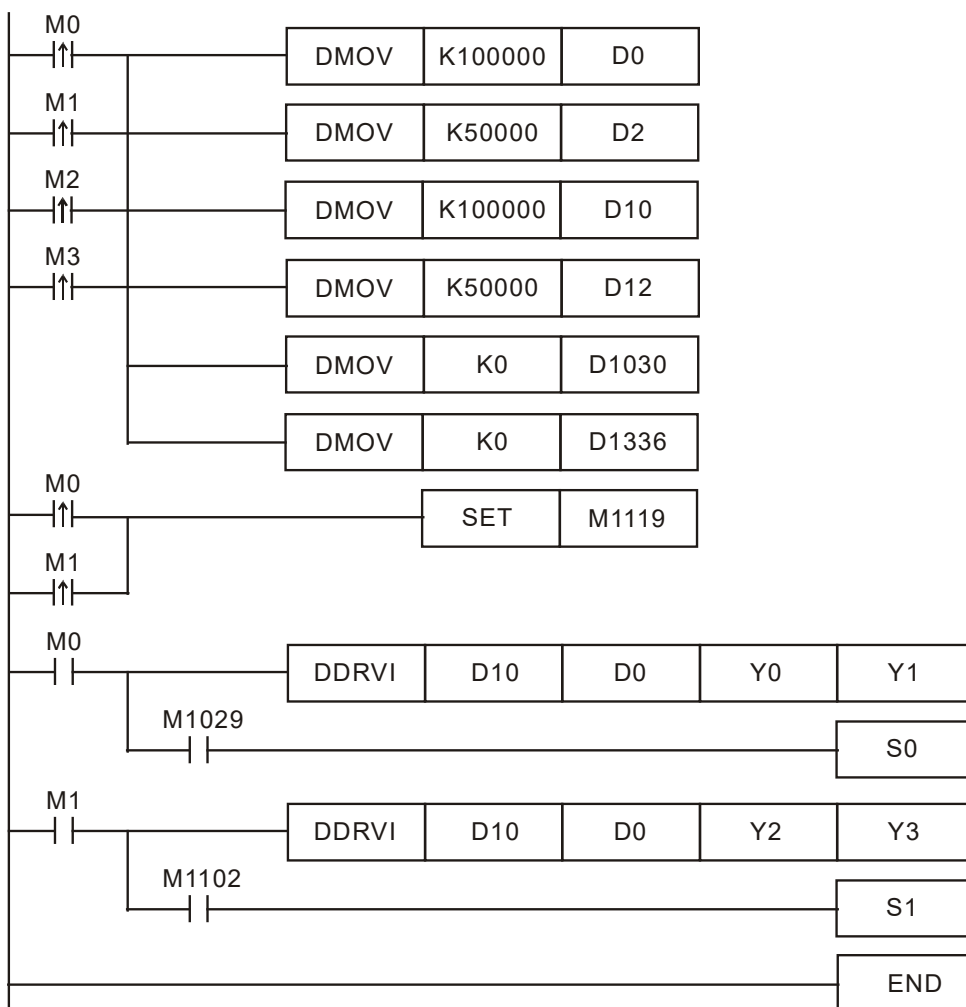 M0
DMOV K100000 D0
M1
DMOV K50000 D2
M2
DMOV K100000 D10
M3
DMOV K50000 D12
DMOV K0 D1030
DMOV K0 D1336
M0
SET M1119
M1
M0
DDRVI D10 D0 Y0 Y1
M1029
S0
M1
DDRVI D10 D0 Y2 Y3
M1102
S1
END